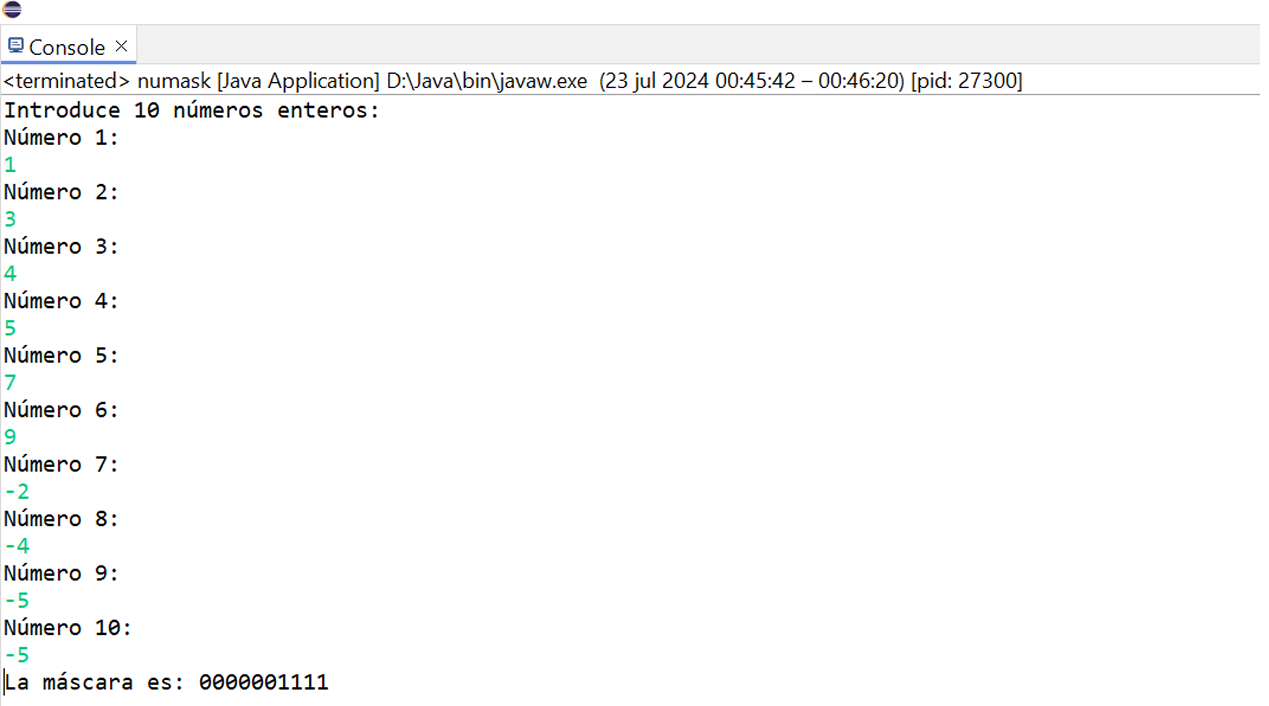 Console
<terminated> numask [Java Application] D:\Java\bin\javaw.exe (23 jul 2024 00:45:42 – 00:46:20) [pid: 27300]
Introduce 10 números enteros:
Número 1:
1
Número 2:
3
Número 3:
4
Número 4:
5
Número 5:
7
Número 6:
9
Número 7:
-2
Número 8:
-4
Número 9:
-5
Número 10:
-5
La máscara es: 0000001111